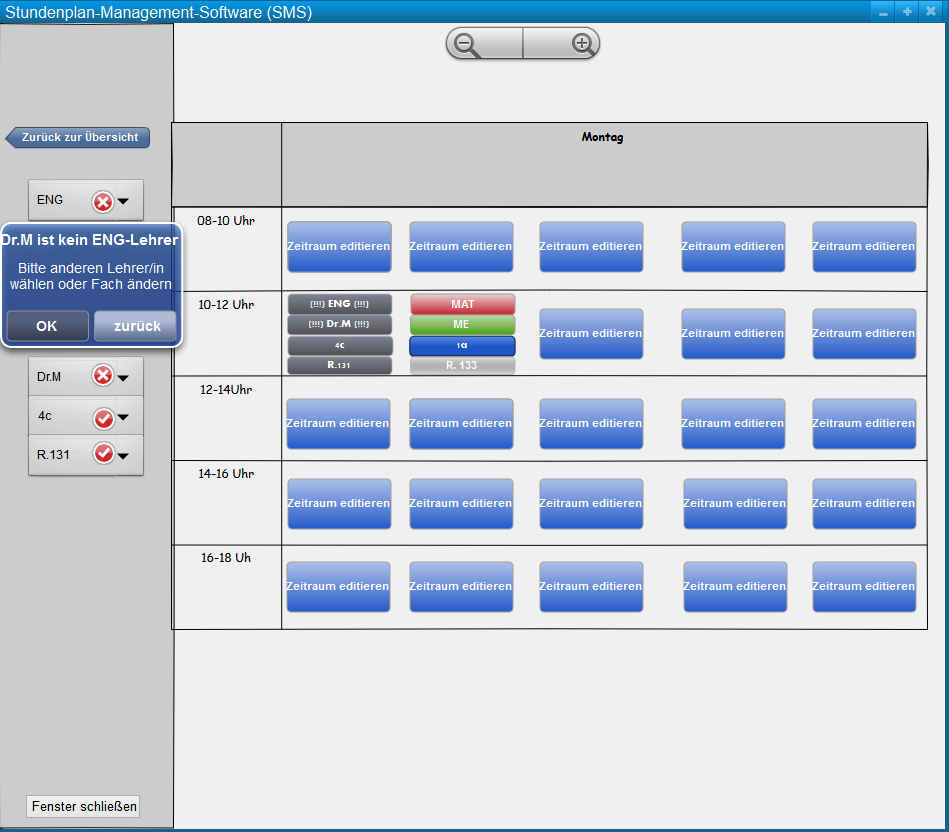 Stundenplan-Management-Software (SMS)
Zurück zur Übersicht
ENG
Dr.M ist kein ENG-Lehrer
Bitte anderen Lehrer/in
wählen oder Fach ändern
OK zurück
Dr.M
4c
R.131
Fenster schließen
Montag
08-10 Uhr
Zeitraum editieren Zeitraum editieren Zeitraum editieren Zeitraum editieren Zeitraum editieren
10-12 Uhr
(!!!) ENG (!!!) MAT
(!!!) Dr.M (!!!) ME
4c 1a
R.131 R. 133
Zeitraum editieren Zeitraum editieren Zeitraum editieren
12-14Uhr
Zeitraum editieren Zeitraum editieren Zeitraum editieren Zeitraum editieren Zeitraum editieren
14-16 Uhr
Zeitraum editieren Zeitraum editieren Zeitraum editieren Zeitraum editieren Zeitraum editieren
16-18 Uh
Zeitraum editieren Zeitraum editieren Zeitraum editieren Zeitraum editieren Zeitraum editieren